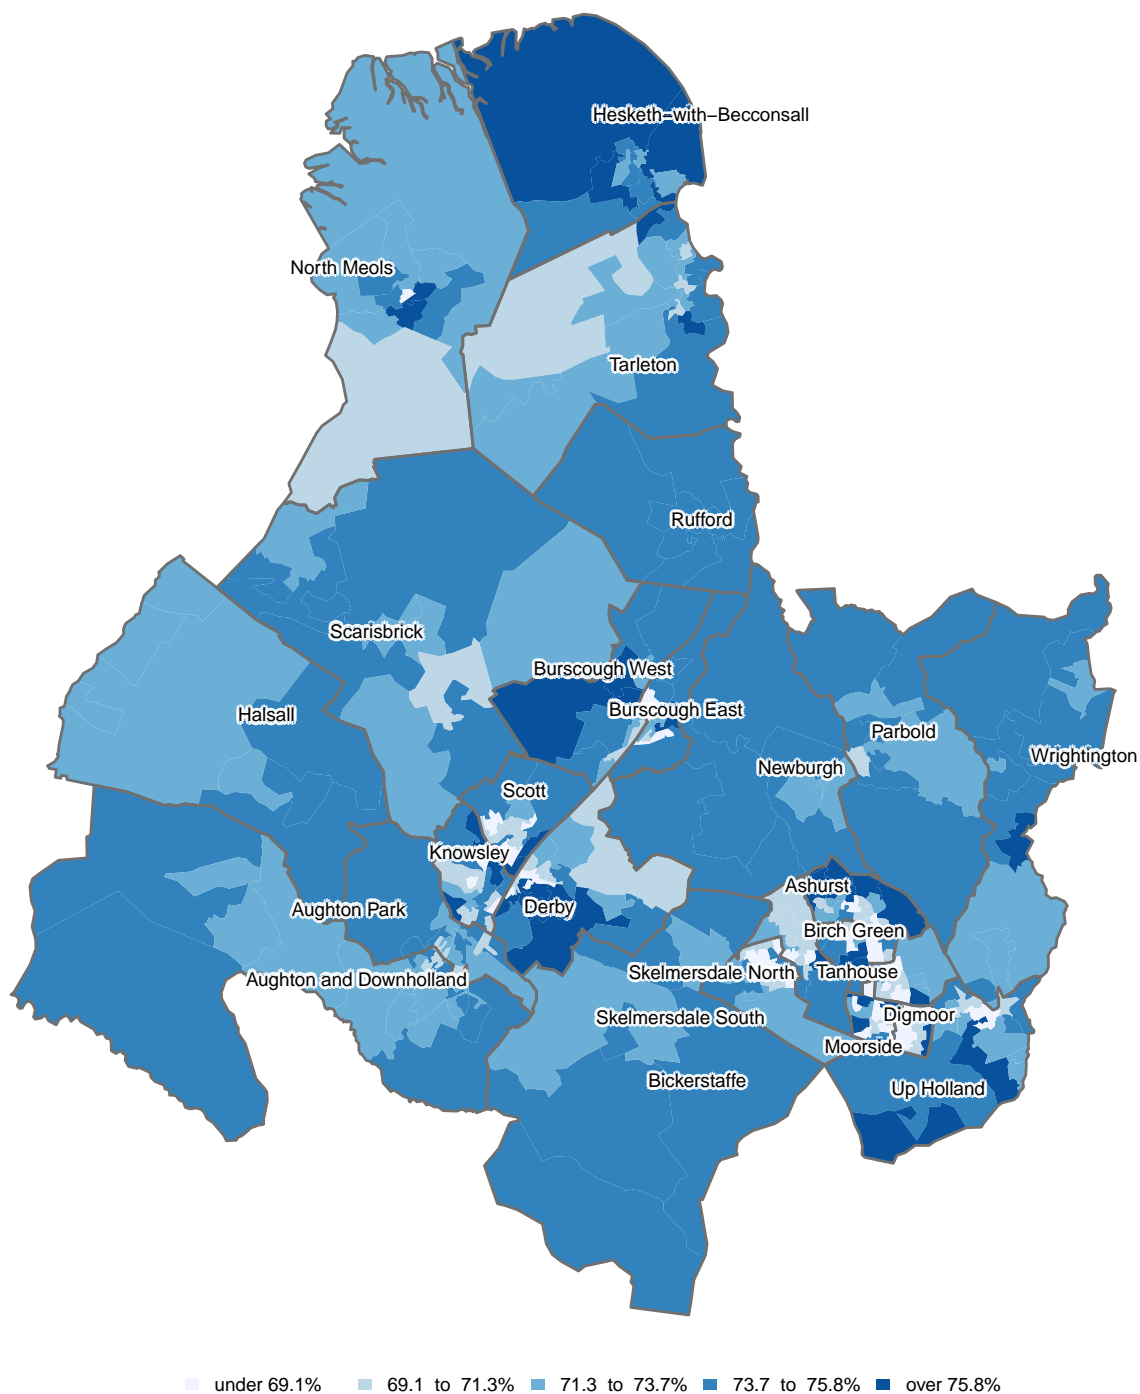 Hesketh–with–Becconsall
North Meols
Tarleton
Rufford
Scarisbrick
Burscough West
Halsall
Burscough East
Parbold
Wrightington
Newburgh
Scott
Knowsley
Ashurst
Aughton Park
Derby
Birch Green
Aughton and Downholland
Skelmersdale North
Tanhouse
Skelmersdale South
Digmoor
Moorside
Bickerstaffe
Up Holland
under 69.1% 69.1 to 71.3% 71.3 to 73.7% 73.7 to 75.8% over 75.8%